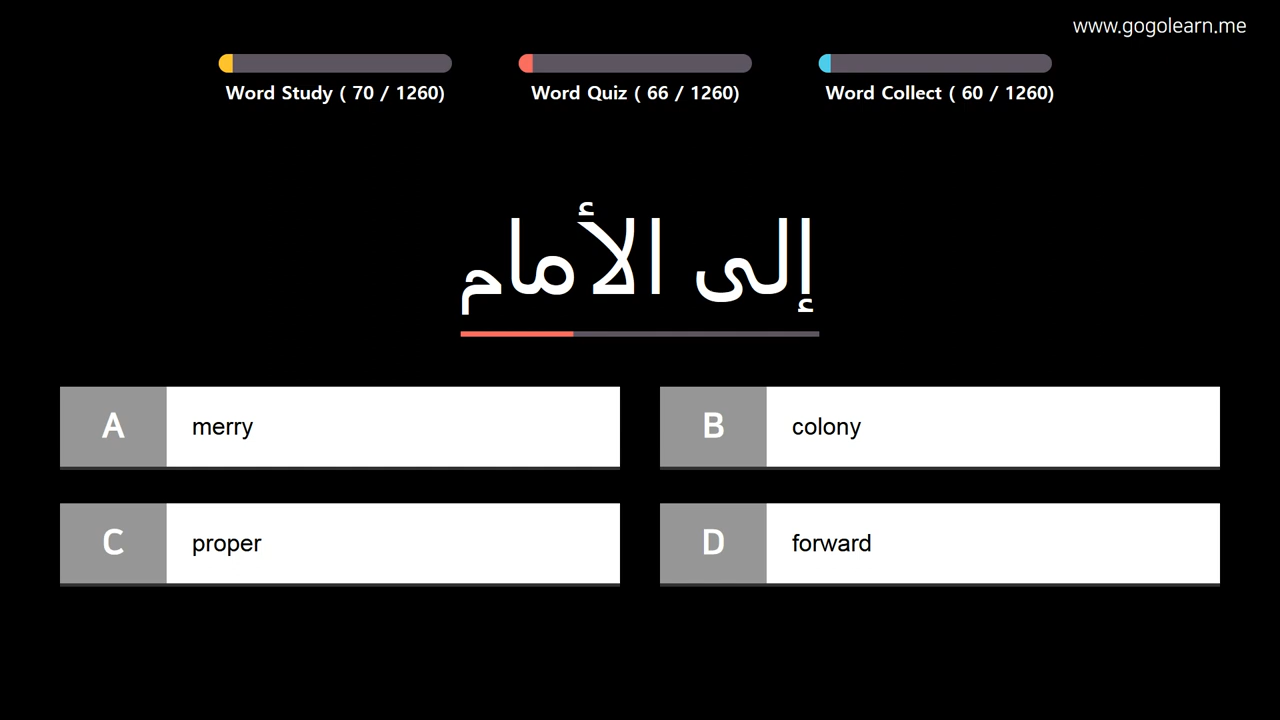 www.gogolearn.me
Word Study ( 70 / 1260)
Word Quiz ( 66 / 1260)
Word Collect ( 60 / 1260)
إلى الأمام
A merry
B colony
C proper
D forward